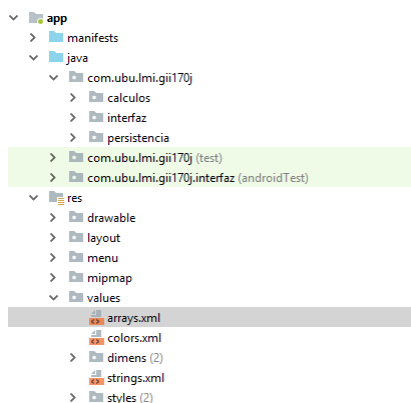 app
manifests
java
com.ubu.lmi.gii170j
calculos
interfaz
persistencia
com.ubu.lmi.gii170j (test)
com.ubu.lmi.gii170j.interfaz (androidTest)
res
drawable
layout
menu
mipmap
values
arrays.xml
colors.xml
dimens (2)
strings.xml
styles (2)